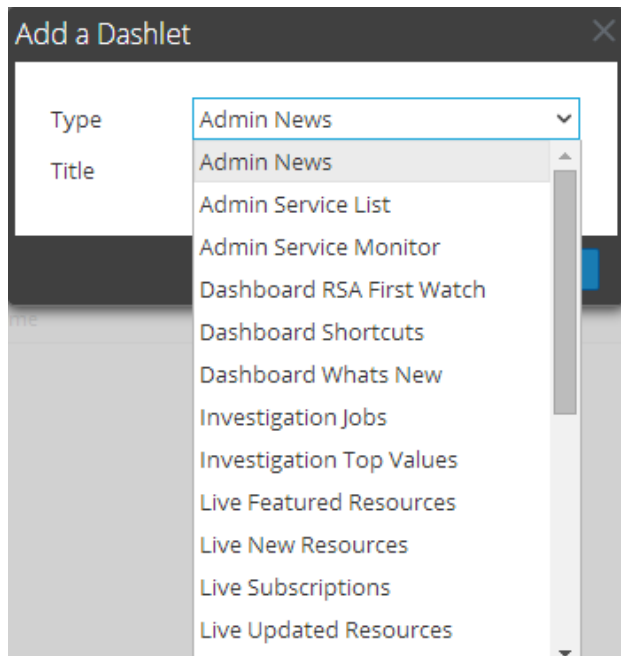 Add a Dashlet
Type
Admin News
Title
Admin News
Admin Service List
Admin Service Monitor
Dashboard RSA First Watch
Dashboard Shortcuts
Dashboard Whats New
Investigation Jobs
Investigation Top Values
Live Featured Resources
Live New Resources
Live Subscriptions
Live Updated Resources
me